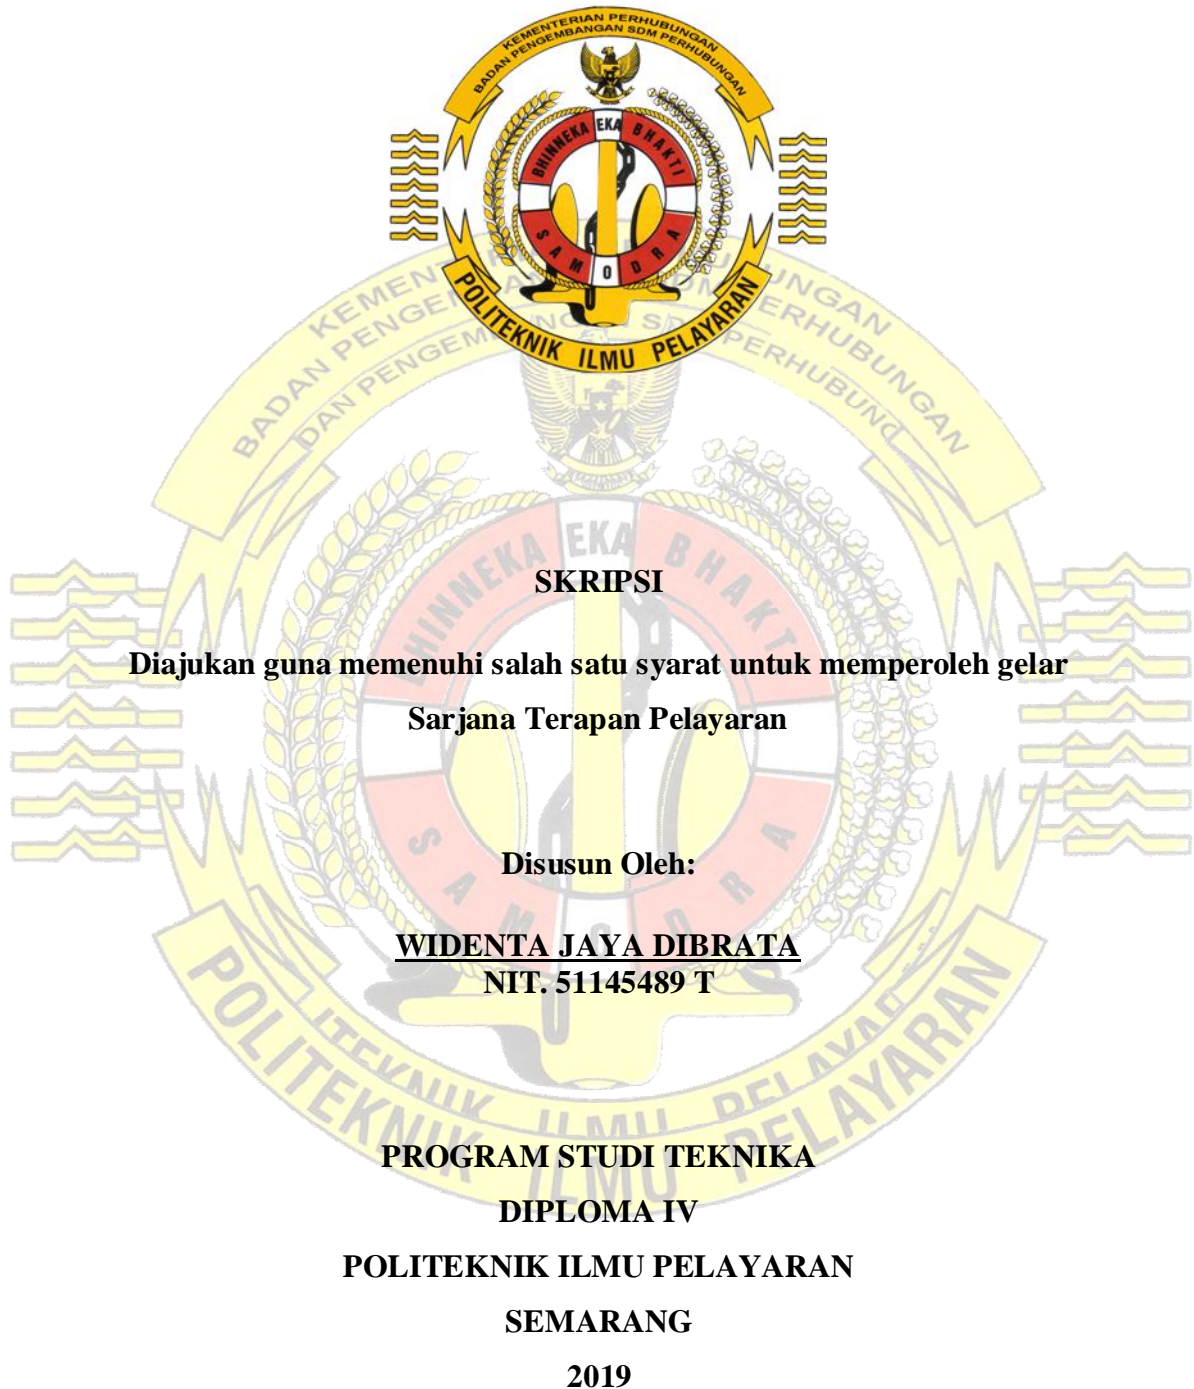 KEMENTERIAN PERHUBUNGAN
BADAN PENGEMBANGAN SDM PERHUBUNGAN
BHINNEKA EKA BHAKTI
SAMODRA
POLITEKNIK ILMU PELAYARAN
SKRIPSI
Diajukan guna memenuhi salah satu syarat untuk memperoleh gelar
Sarjana Terapan Pelayaran
Disusun Oleh:
WIDENTA JAYA DIBRATA
NIT. 51145489 T
PROGRAM STUDI TEKNIKA
DIPLOMA IV
POLITEKNIK ILMU PELAYARAN
SEMARANG
2019